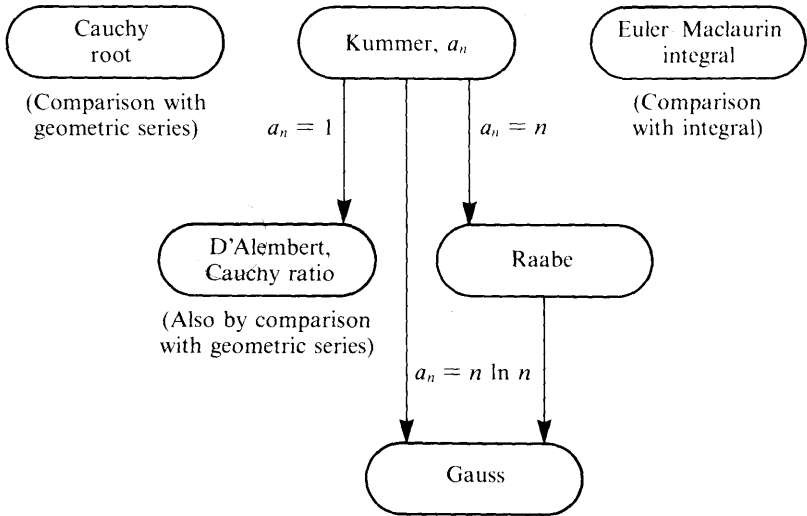 Cauchy
root
(Comparison with
geometric series)
Kummer, aₙ
Euler Maclaurin
integral
(Comparison
with integral)
aₙ = 1
aₙ = n
D'Alembert,
Cauchy ratio
(Also by comparison
with geometric series)
Raabe
aₙ = n ln n
Gauss